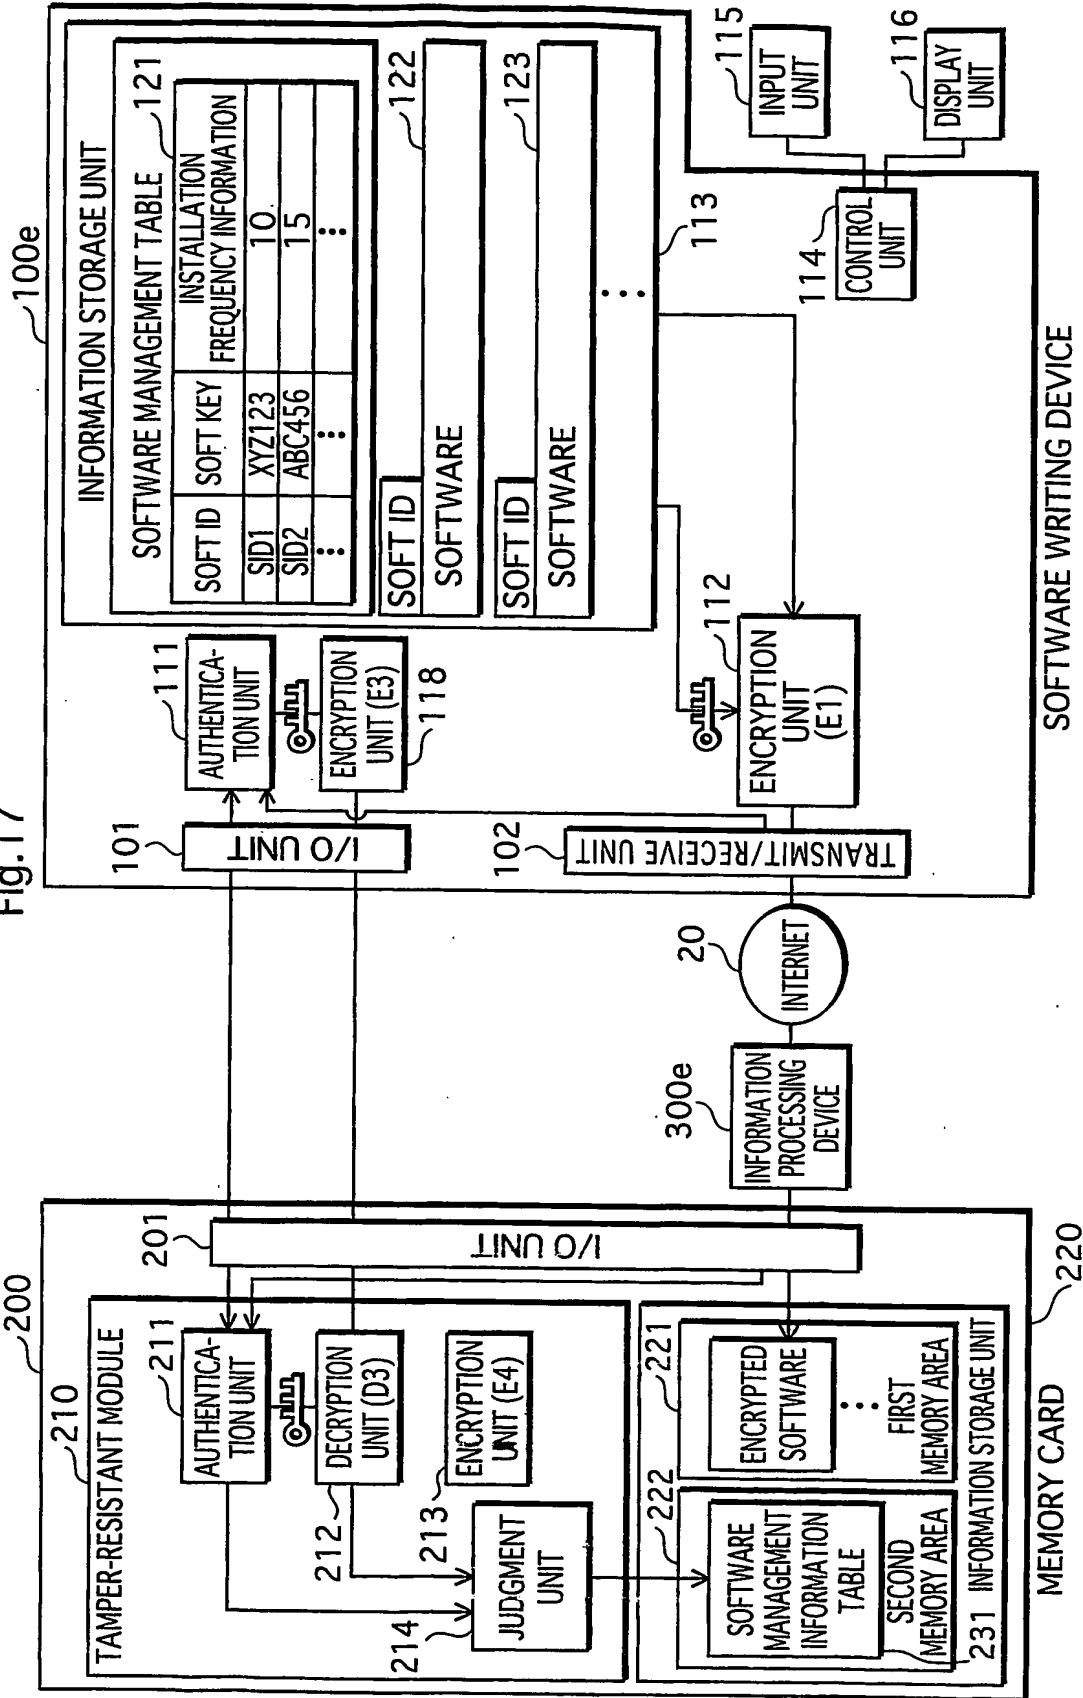 Fig.17
200
210
TAMPER-RESISTANT MODULE
211
AUTHENTICA-
TION UNIT
212
DECRYPTION
UNIT (D3)
213
ENCRYPTION
UNIT (E4)
214
JUDGMENT
UNIT
201
I/O UNIT
222
SOFTWARE
MANAGEMENT
INFORMATION
TABLE
SECOND
MEMORY AREA
231
221
ENCRYPTED
SOFTWARE
⋮
FIRST
MEMORY AREA
INFORMATION STORAGE UNIT
220
MEMORY CARD
300e
INFORMATION
PROCESSING
DEVICE
20
INTERNET
100e
101
I/O UNIT
102
TRANSMIT/RECEIVE UNIT
111
AUTHENTICA-
TION UNIT
ENCRYPTION
UNIT (E3)
118
112
ENCRYPTION
UNIT
(E1)
INFORMATION STORAGE UNIT
SOFTWARE MANAGEMENT TABLE
121
SOFT ID SOFT KEY INSTALLATION
FREQUENCY INFORMATION
SID1 XYZ123 10
SID2 ABC456 15
⋮ ⋮ ⋮
SOFT ID
122
SOFTWARE
SOFT ID
123
SOFTWARE
⋮
113
114
CONTROL
UNIT
115
INPUT
UNIT
116
DISPLAY
UNIT
SOFTWARE WRITING DEVICE